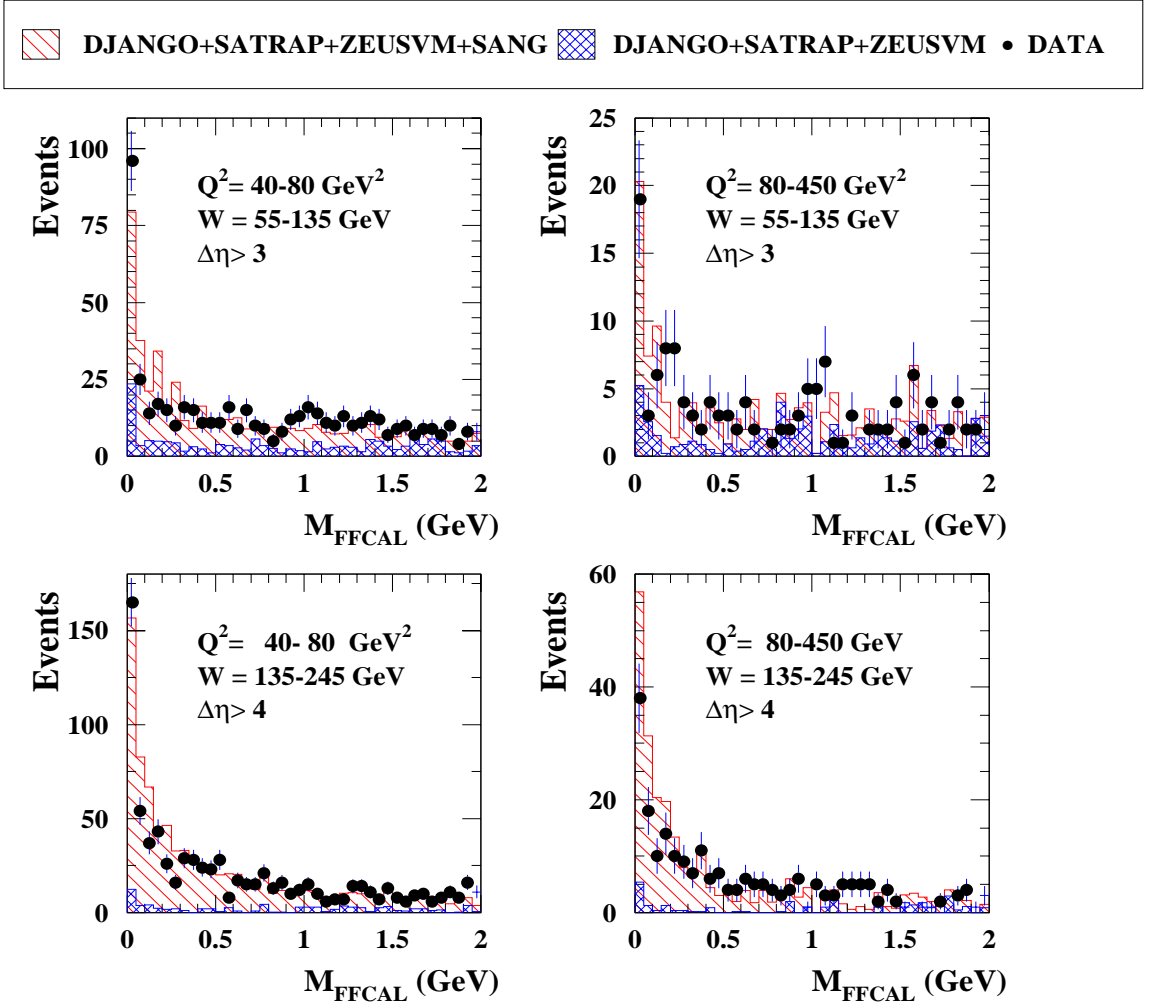 DJANGO+SATRAP+ZEUSVM+SANG DJANGO+SATRAP+ZEUSVM • DATA
Events
100
75
50
25
0
Q²= 40-80 GeV²
W = 55-135 GeV
Δη> 3
0 0.5 1 1.5 2
M_FFCAL (GeV)
Events
25
20
15
10
5
0
Q²= 80-450 GeV²
W = 55-135 GeV
Δη> 3
0 0.5 1 1.5 2
M_FFCAL (GeV)
Events
150
100
50
0
Q²= 40- 80 GeV²
W = 135-245 GeV
Δη> 4
0 0.5 1 1.5 2
M_FFCAL (GeV)
Events
60
40
20
0
Q²= 80-450 GeV
W = 135-245 GeV
Δη> 4
0 0.5 1 1.5 2
M_FFCAL (GeV)